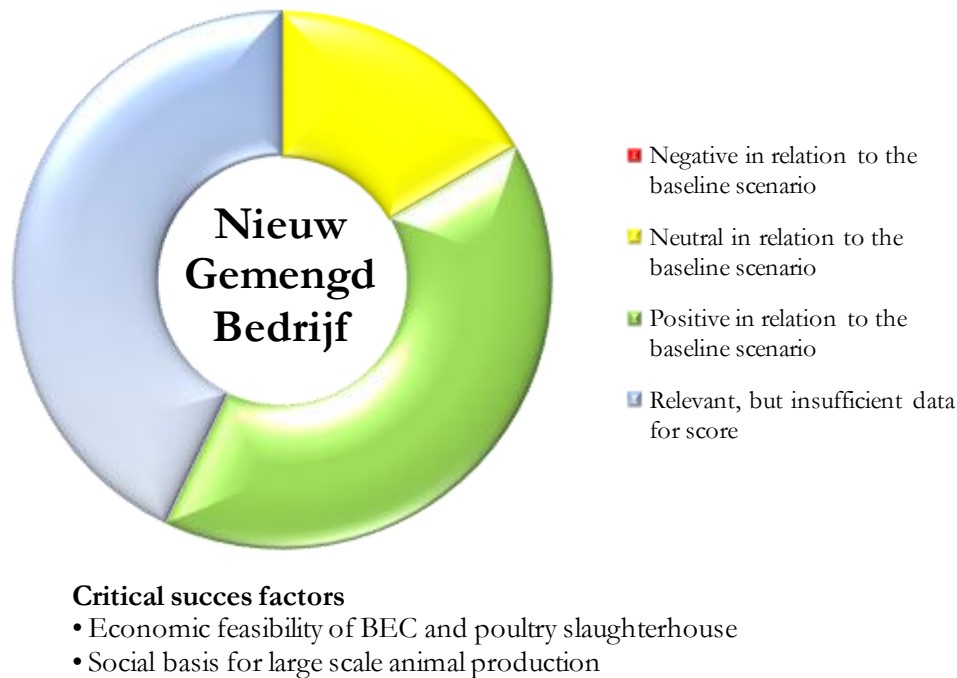 Nieuw
Gemengd
Bedrijf
Negative in relation to the
baseline scenario
Neutral in relation to the
baseline scenario
Positive in relation to the
baseline scenario
Relevant, but insufficient data
for score
Critical succes factors
• Economic feasibility of BEC and poultry slaughterhouse
• Social basis for large scale animal production